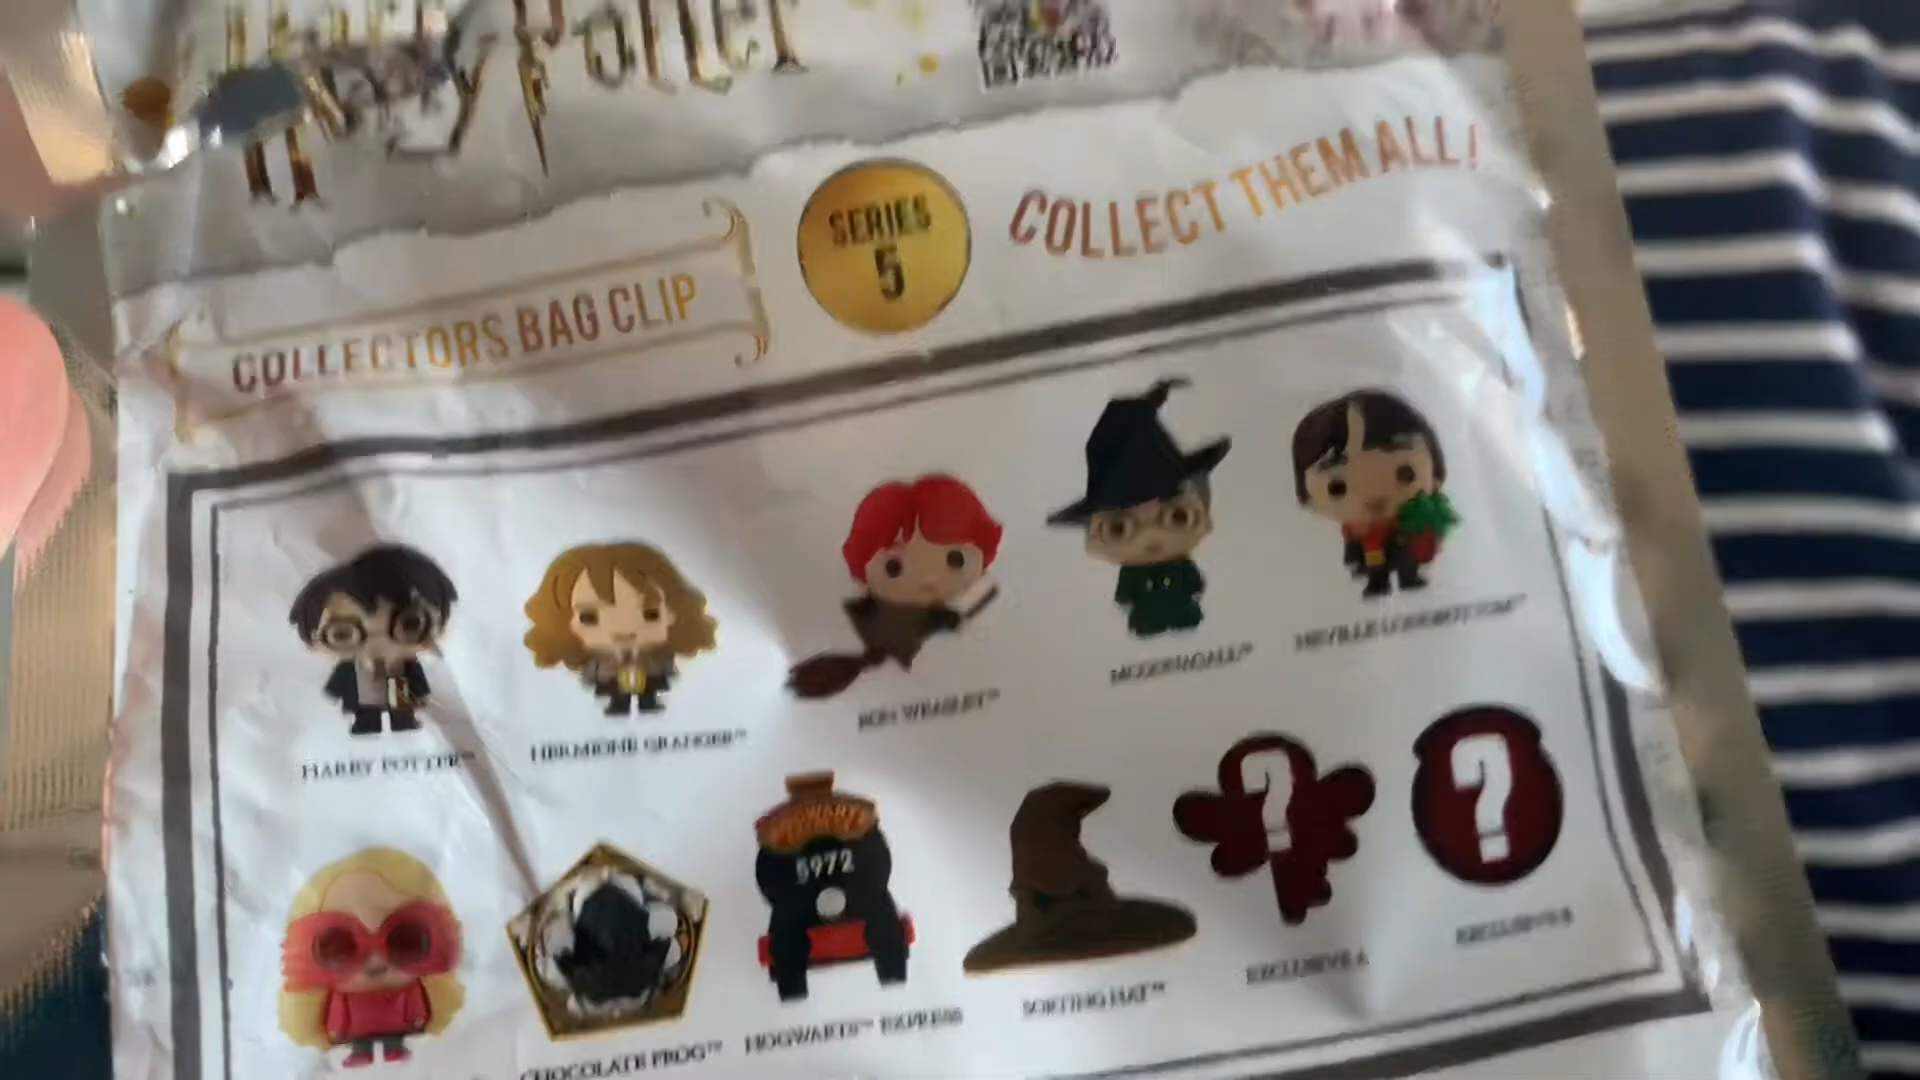 Harry Potter
SERIES
5
COLLECT THEM ALL!
COLLECTORS BAG CLIP
HARRY POTTER™
HERMIONE GRANGER™
RON WEASLEY™
MCGONAGALL™
NEVILLE LONGBOTTOM™
5972
CHOCOLATE FROG™
HOGWARTS™ EXPRESS
SORTING HAT™
EXCLUSIVE A
?
?